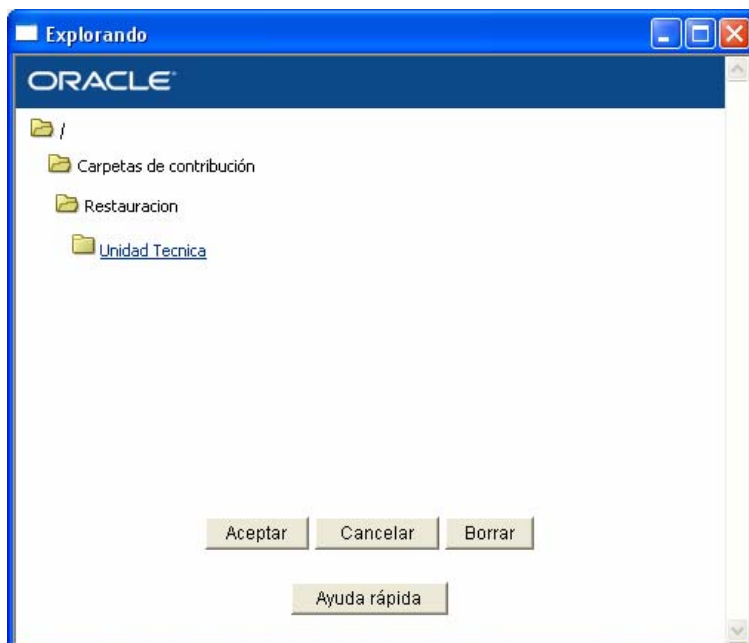 Explorando
ORACLE
/
Carpetas de contribución
Restauracion
Unidad Tecnica
Aceptar Cancelar Borrar
Ayuda rápida